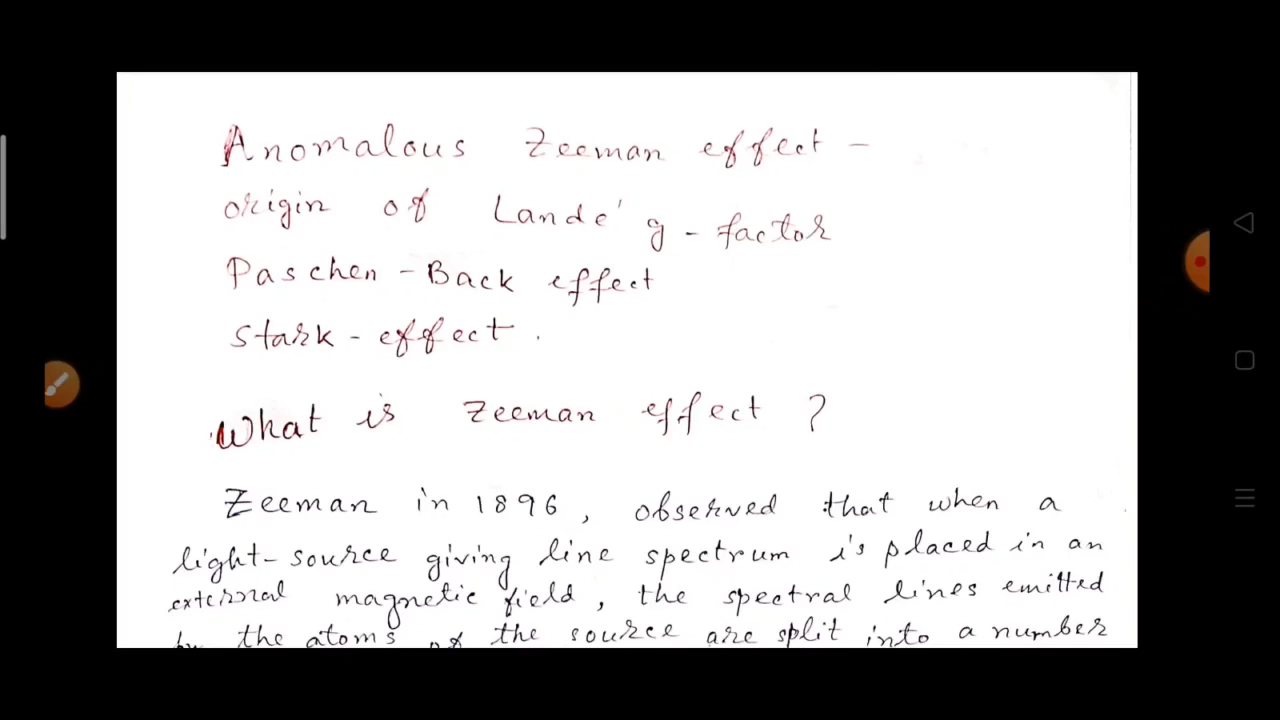 Anomalous Zeeman effect -
origin of Lande' g - factor
Paschen - Back effect
Stark - effect .
What is Zeeman effect ?
Zeeman in 1896 , observed that when a
light-source giving line spectrum is placed in an
external magnetic field , the spectral lines emitted
by the atoms of the source are split into a number